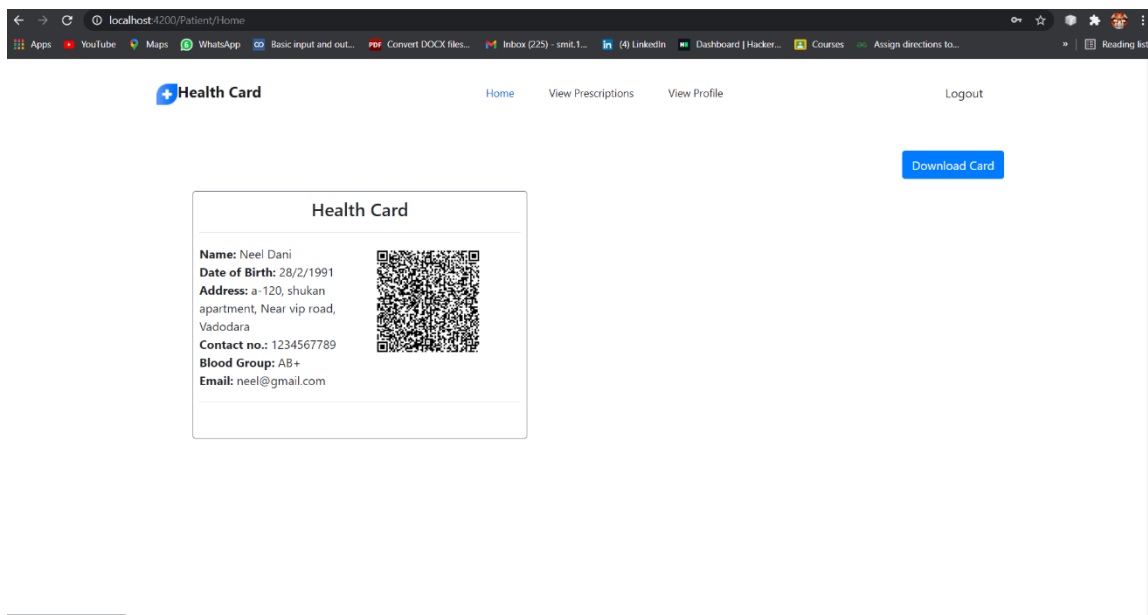 localhost:4200/Patient/Home
Apps YouTube Maps WhatsApp Basic input and out... PDF Convert DOCX files... Inbox (225) - smit.1... in (4) LinkedIn Dashboard | Hacker... Courses Assign directions to... » Reading list
Health Card Home View Prescriptions View Profile Logout
Download Card
Health Card
Name: Neel Dani
Date of Birth: 28/2/1991
Address: a-120, shukan
apartment, Near vip road,
Vadodara
Contact no.: 1234567789
Blood Group: AB+
Email: neel@gmail.com